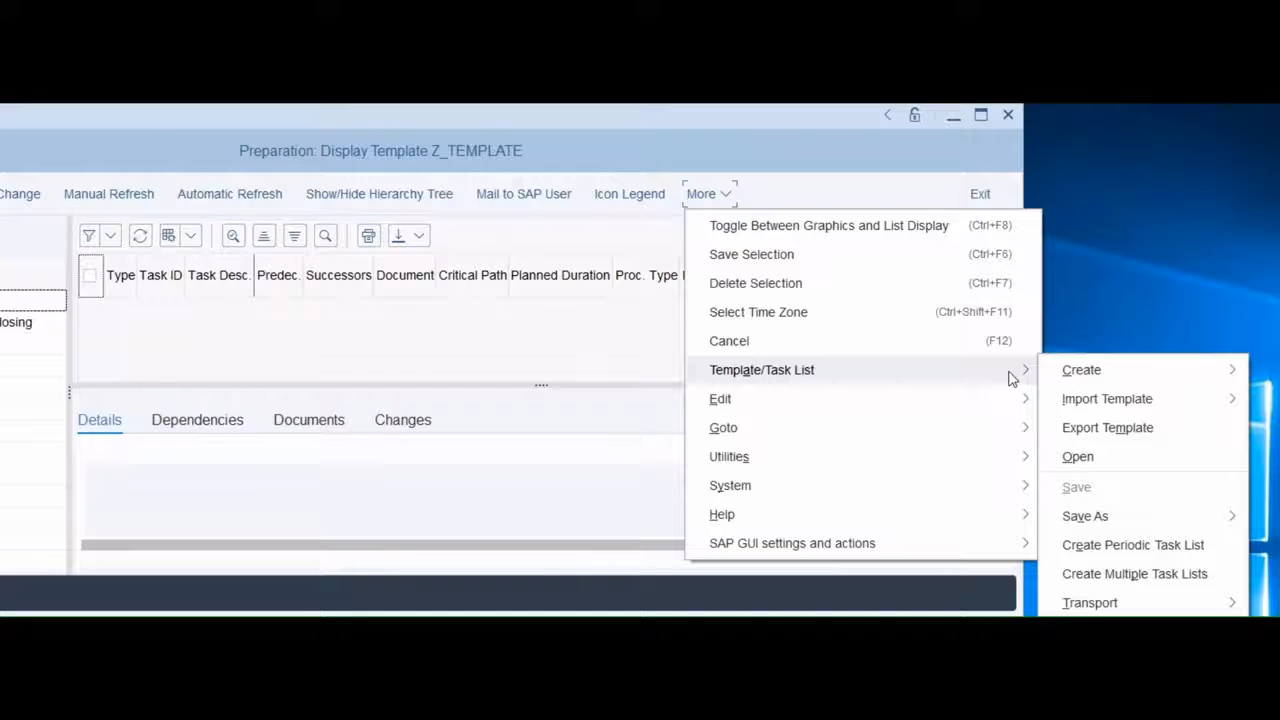 Preparation: Display Template Z_TEMPLATE
Change Manual Refresh Automatic Refresh Show/Hide Hierarchy Tree Mail to SAP User Icon Legend More Exit
Type Task ID Task Desc. Predec. Successors Document Critical Path Planned Duration Proc. Type
losing
Details Dependencies Documents Changes
Toggle Between Graphics and List Display (Ctrl+F8)
Save Selection (Ctrl+F6)
Delete Selection (Ctrl+F7)
Select Time Zone (Ctrl+Shift+F11)
Cancel (F12)
Template/Task List
Edit
Goto
Utilities
System
Help
SAP GUI settings and actions
Create
Import Template
Export Template
Open
Save
Save As
Create Periodic Task List
Create Multiple Task Lists
Transport